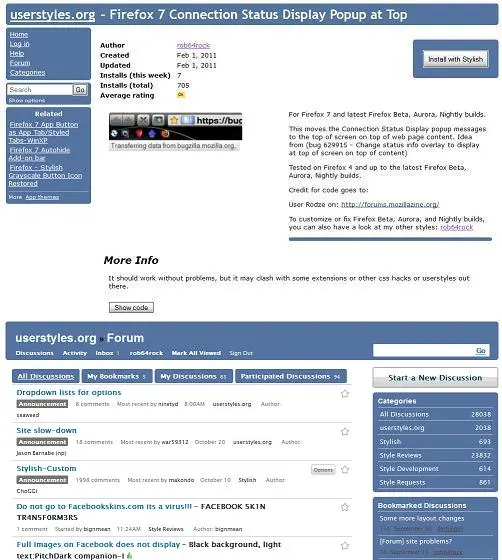 userstyles.org - Firefox 7 Connection Status Display Popup at Top
Home
Log in
Help
Forum
Categories
Search Go
Show options
Related
Firefox 7 App Button
as App Tab/Styled
Tabs-WinXP
Firefox 7 Autohide
Add-on bar
Firefox - Stylish
Grayscale Button Icon
Restored
More App themes
Author rob64rock
Created Feb 1, 2011
Updated Feb 1, 2011
Installs (this week) 7
Installs (total) 705
Average rating
Install with Stylish
https://bug
Transferring data from bugzilla.mozilla.org...
For Firefox 7 and latest Firefox Beta, Aurora, Nightly builds.
This moves the Connection Status Display popup messages
to the top of screen on top of web page content. Idea
from (bug 629915 - Change status info overlay to display
at top of screen on top of content)
Tested on Firefox 4 and up to the latest Firefox Beta,
Aurora, Nightly builds.
Credit for code goes to:
User Rodze on: http://forums.mozillazine.org/
To customize or fix Firefox Beta, Aurora, and Nightly builds,
you can also have a look at my other styles: rob64rock
More Info
It should work without problems, but it may clash with some extensions or other css hacks or userstyles out
there.
Show code
userstyles.org » Forum
Discussions Activity Inbox 1 rob64rock Mark All Viewed Sign Out
Go
All Discussions My Bookmarks 5 My Discussions 63 Participated Discussions 94
Dropdown lists for options
Announcement 6 comments Most recent by ninetyd 8:00AM userstyles.org Author:
seaweed
Site slow-down
Announcement 18 comments Most recent by war59312 October 20 userstyles.org Author:
Jason Barnabe (np)
Stylish-Custom
Options
Announcement 1998 comments Most recent by makondo October 10 Stylish Author:
ChoGGi
Do not go to Facebookskins.com its a virus!!! - FACEBOOK SK1N
TR4N5F0RM3RS
1 comment Started by bignmean 11:24AM Style Reviews Author: bignmean
Full Images on Facebook does not display - Black background, light
text:PitchDark companion-I
Start a New Discussion
Categories
All Discussions 28038
userstyles.org 2038
Stylish 693
Style Reviews 23832
Style Development 614
Style Requests 861
Bookmarked Discussions
Some more layout changes
[Forum] site problems?